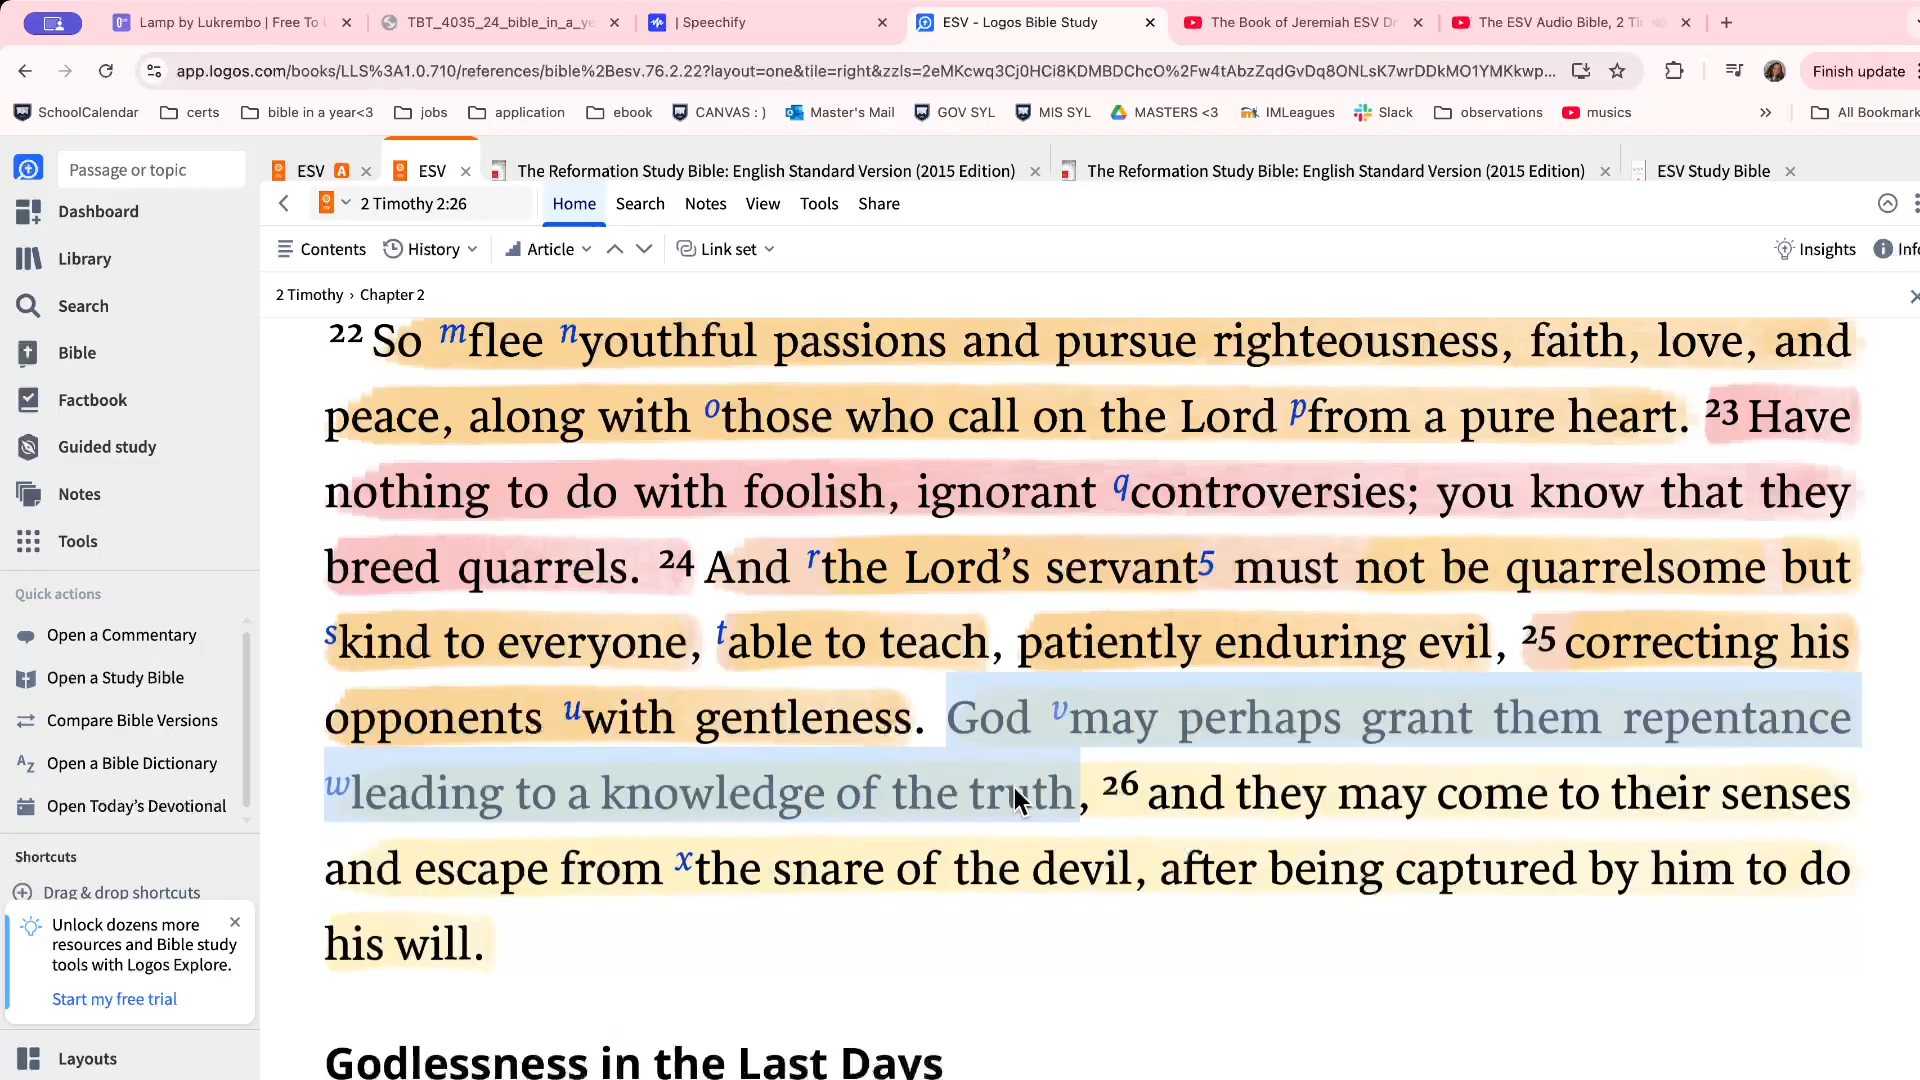 Lamp by Lukrembo | Free To
TBT_4035_24_bible_in_a_ye
| Speechify
ESV - Logos Bible Study
The Book of Jeremiah ESV Dr
The ESV Audio Bible, 2 Ti
app.logos.com/books/LLS%3A1.0.710/references/bible%2Besv.76.2.22?layout=one&tile=right&zzls=2eMKcwq3Cj0HCi8KDMBDChcO%2Fw4tAbzZqdGvDq8ONLsK7wrDDkMO1YMKkwp...
Finish update
SchoolCalendar
certs
bible in a year<3
jobs
application
ebook
CANVAS : )
Master's Mail
GOV SYL
MIS SYL
MASTERS <3
IMLeagues
Slack
observations
musics
»
All Bookmark
Passage or topic
ESV A
ESV
The Reformation Study Bible: English Standard Version (2015 Edition)
The Reformation Study Bible: English Standard Version (2015 Edition)
ESV Study Bible
2 Timothy 2:26
Home
Search
Notes
View
Tools
Share
Contents
History
Article
Link set
Insights
Info
2 Timothy › Chapter 2
Dashboard
Library
Search
Bible
Factbook
Guided study
Notes
Tools
Quick actions
Open a Commentary
Open a Study Bible
Compare Bible Versions
Open a Bible Dictionary
Open Today's Devotional
Shortcuts
Drag & drop shortcuts
Unlock dozens more
resources and Bible study
tools with Logos Explore.
Start my free trial
Layouts
22 So mflee nyouthful passions and pursue righteousness, faith, love, and
peace, along with othose who call on the Lord pfrom a pure heart. 23 Have
nothing to do with foolish, ignorant qcontroversies; you know that they
breed quarrels. 24 And rthe Lord’s servant5 must not be quarrelsome but
skind to everyone, table to teach, patiently enduring evil, 25 correcting his
opponents uwith gentleness. God vmay perhaps grant them repentance
wleading to a knowledge of the truth, 26 and they may come to their senses
and escape from xthe snare of the devil, after being captured by him to do
his will.
Godlessness in the Last Days